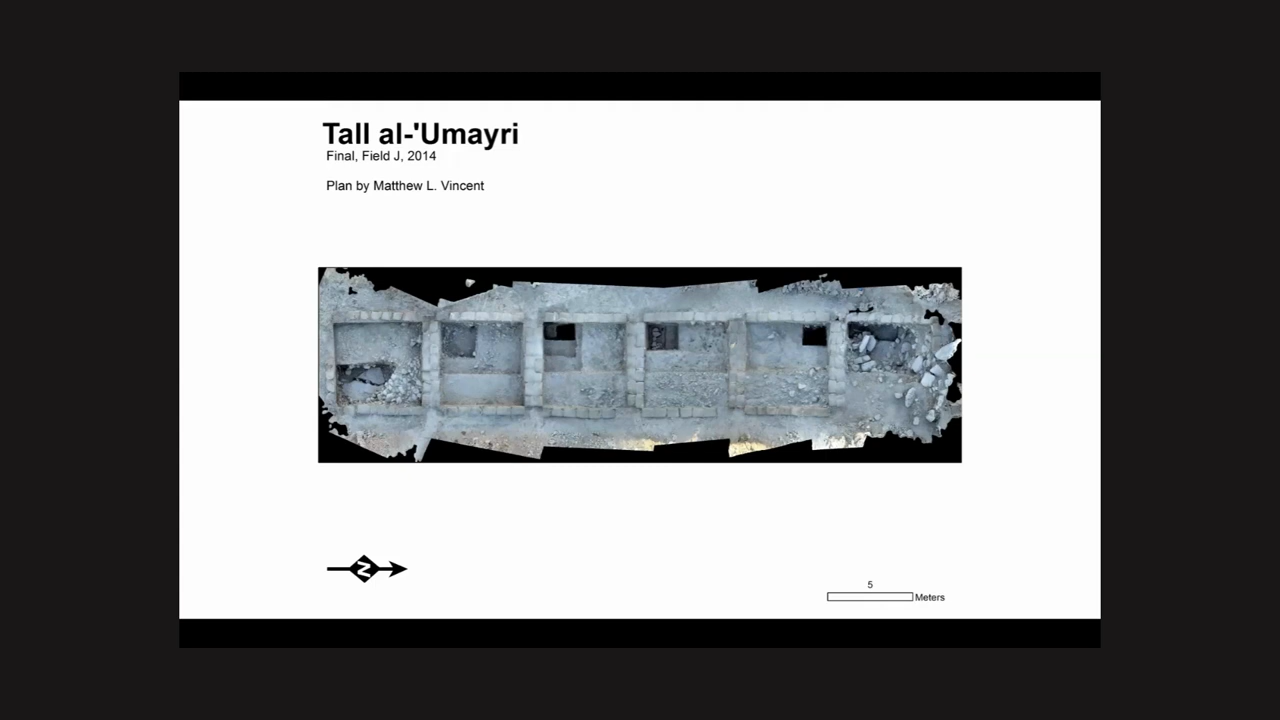 Tall al-'Umayri
Final, Field J, 2014
Plan by Matthew L. Vincent
N
5
Meters